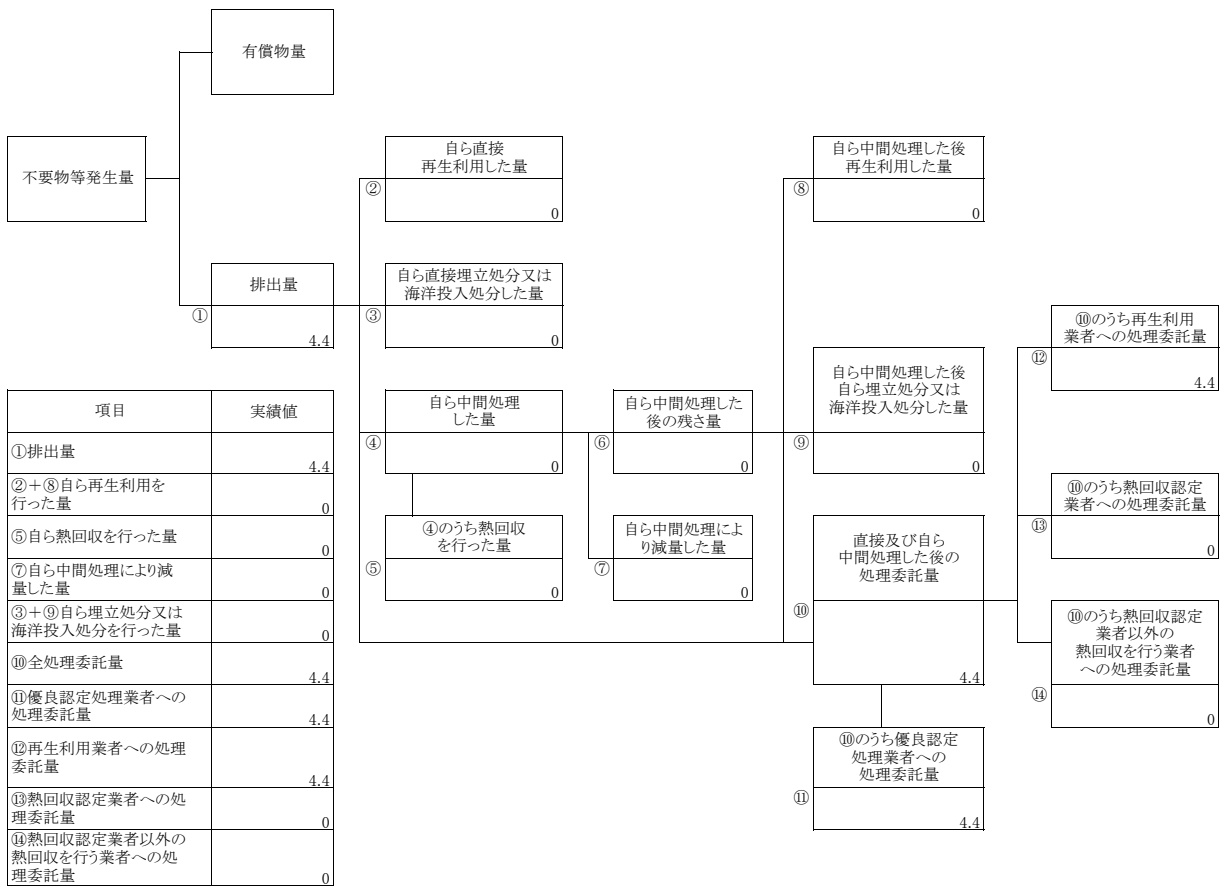 有償物量
不要物等発生量
排出量
①
4.4
自ら直接
再生利用した量
②
0
自ら直接埋立処分又は
海洋投入処分した量
③
0
自ら中間処理
した量
④
0
④のうち熱回収
を行った量
⑤
0
自ら中間処理した
後の残さ量
⑥
0
自ら中間処理によ
り減量した量
⑦
0
自ら中間処理した後
再生利用した量
⑧
0
自ら中間処理した後
自ら埋立処分又は
海洋投入処分した量
⑨
0
直接及び自ら
中間処理した後の
処理委託量
⑩
4.4
⑩のうち優良認定
処理業者への
処理委託量
⑪
4.4
⑩のうち再生利用
業者への処理委託量
⑫
4.4
⑩のうち熱回収認定
業者への処理委託量
⑬
0
⑩のうち熱回収認定
業者以外の
熱回収を行う業者
への処理委託量
⑭
0
項目 実績値
①排出量
4.4
②+⑧自ら再生利用を
行った量
0
⑤自ら熱回収を行った量
0
⑦自ら中間処理により減
量した量
0
③+⑨自ら埋立処分又は
海洋投入処分を行った量
0
⑩全処理委託量
4.4
⑪優良認定処理業者への
処理委託量
4.4
⑫再生利用業者への処理
委託量
4.4
⑬熱回収認定業者への処
理委託量
0
⑭熱回収認定業者以外の
熱回収を行う業者への処
理委託量
0